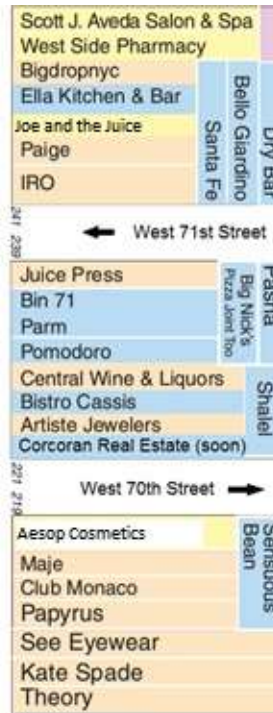 Scott J. Aveda Salon & Spa
West Side Pharmacy
Bigdropnyc
Ella Kitchen & Bar
Joe and the Juice
Paige
IRO
Santa Fe
Bello Giardino
Dry Bar
241 239
West 71st Street
Juice Press
Bin 71
Parm
Pomodoro
Big Nick's
Pizza Joint Too
Pasha
Central Wine & Liquors
Bistro Cassis
Artiste Jewelers
Corcoran Real Estate (soon)
Shalel
221 219
West 70th Street
Aesop Cosmetics
Maje
Club Monaco
Papyrus
See Eyewear
Kate Spade
Theory
Sensuous
Bean